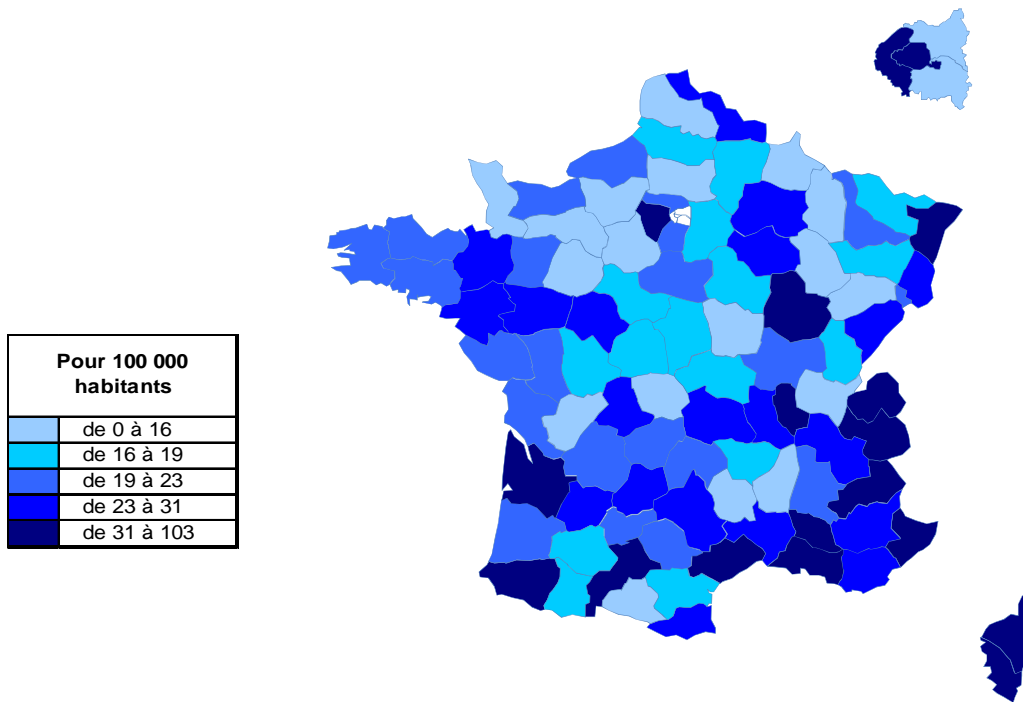 Pour 100 000
habitants
de 0 à 16
de 16 à 19
de 19 à 23
de 23 à 31
de 31 à 103